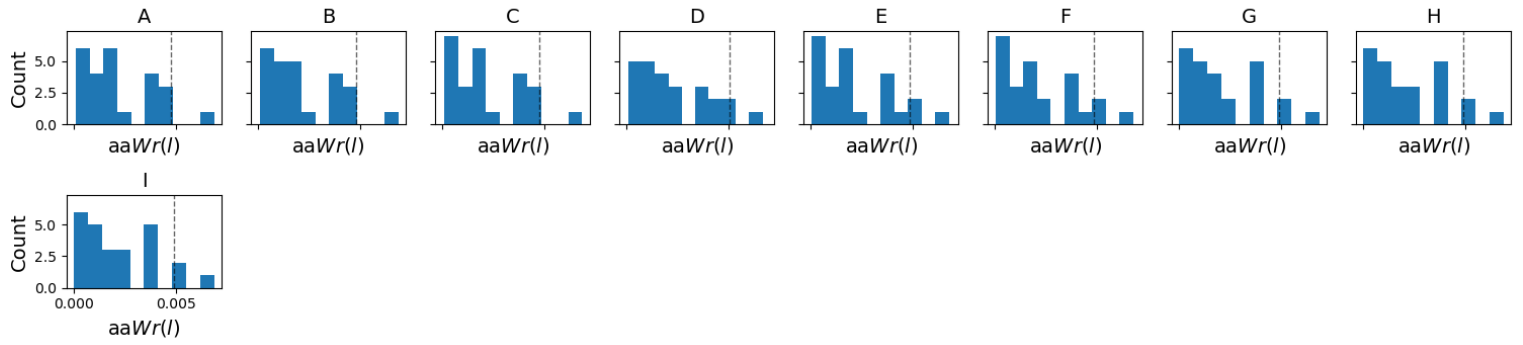 A B C D E F G H
Count
5.0
2.5
0.0
aaWr(l) aaWr(l) aaWr(l) aaWr(l) aaWr(l) aaWr(l) aaWr(l) aaWr(l)
I
Count
5.0
2.5
0.0
0.000 0.005
aaWr(l)